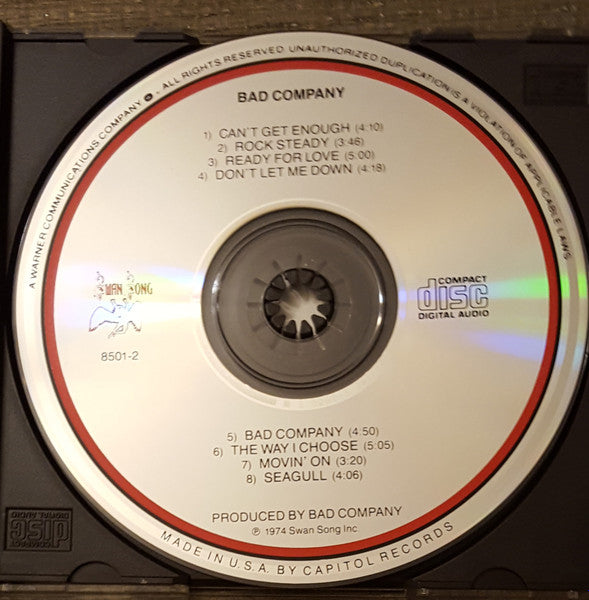 A WARNER COMMUNICATIONS COMPANY • ALL RIGHTS RESERVED. UNAUTHORIZED DUPLICATION IS A VIOLATION OF APPLICABLE LAWS
BAD COMPANY
1) CAN'T GET ENOUGH (4:10)
2) ROCK STEADY (3:46)
3) READY FOR LOVE (5:00)
4) DON'T LET ME DOWN (4:18)
SWAN SONG
8501-2
COMPACT
disc
DIGITAL AUDIO
5) BAD COMPANY (4:50)
6) THE WAY I CHOOSE (5:05)
7) MOVIN' ON (3:20)
8) SEAGULL (4:06)
PRODUCED BY BAD COMPANY
℗ 1974 Swan Song Inc.
MADE IN U.S.A. BY CAPITOL RECORDS
COMPACT
disc
DIGITAL AUDIO